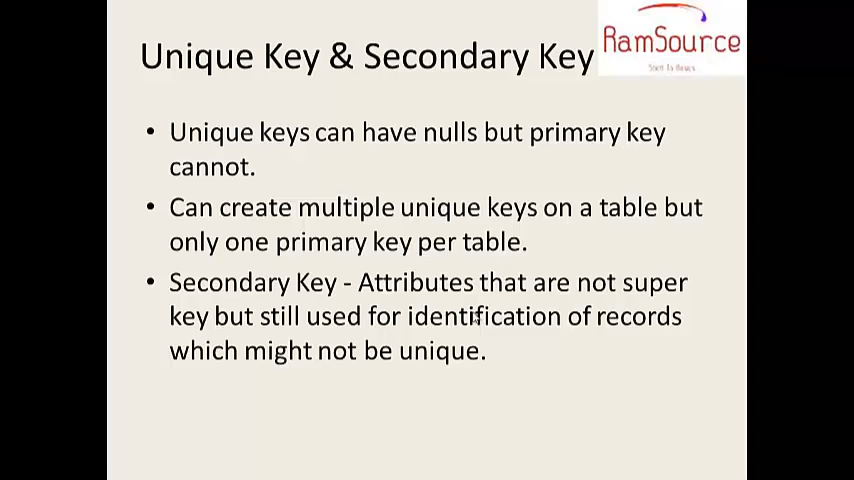 Unique Key & Secondary Key
RamSource
• Unique keys can have nulls but primary key
cannot.
• Can create multiple unique keys on a table but
only one primary key per table.
• Secondary Key - Attributes that are not super
key but still used for identification of records
which might not be unique.